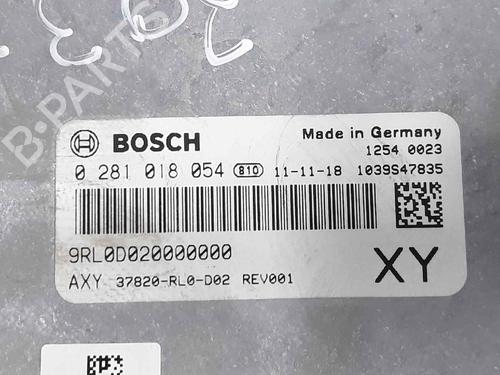 B-PARTS
BOSCH
Made in Germany
1254 0023
0 281 018 054 B10 11-11-18 1039S47835
9RL0D020000000
XY
AXY 37820-RL0-D02 REV001